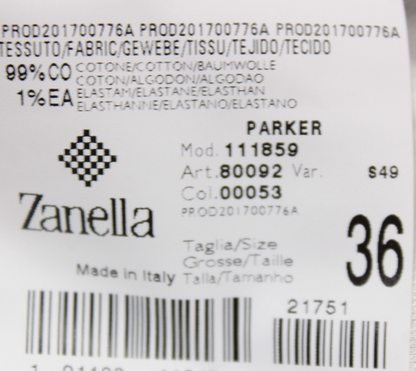 PROD201700776A PROD201700776A PROD201700776A
TESSUTO/FABRIC/GEWEBE/TISSU/TEJIDO/TECIDO
99%CO COTONE/COTTON/BAUMWOLLE
COTON/ALGODON/ALGODAO
1%EA ELASTAM/ELASTANE/ELASTHAN
ELASTHANNE/ELASTANO/ELASTANO
PARKER
Mod. 111859
Art. 80092 Var. S$49
Col. 00053
PROD201700776A
Zanella
Taglia/Size
Grosse/Taille
Talla/Tamanho
36
Made in Italy
21751